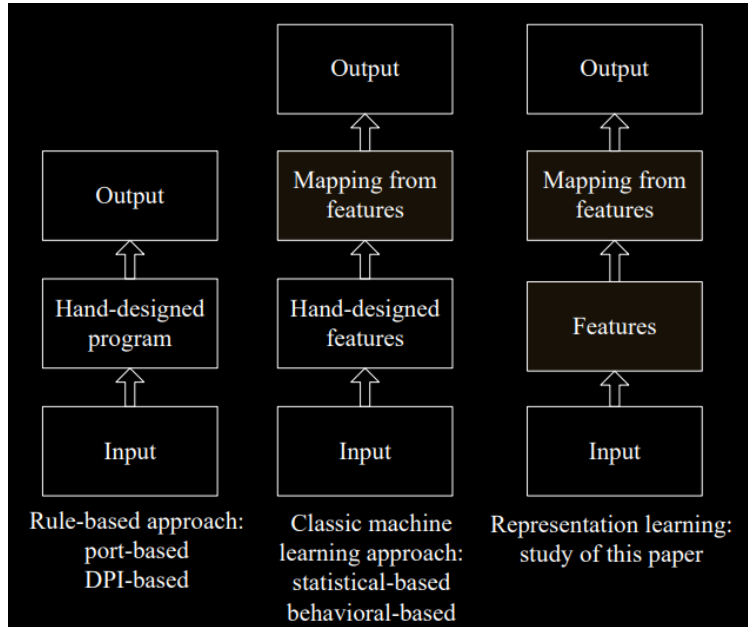 Output
Hand-designed
program
Input
Rule-based approach:
port-based
DPI-based
Output
Mapping from
features
Hand-designed
features
Input
Classic machine
learning approach:
statistical-based
behavioral-based
Output
Mapping from
features
Features
Input
Representation learning:
study of this paper